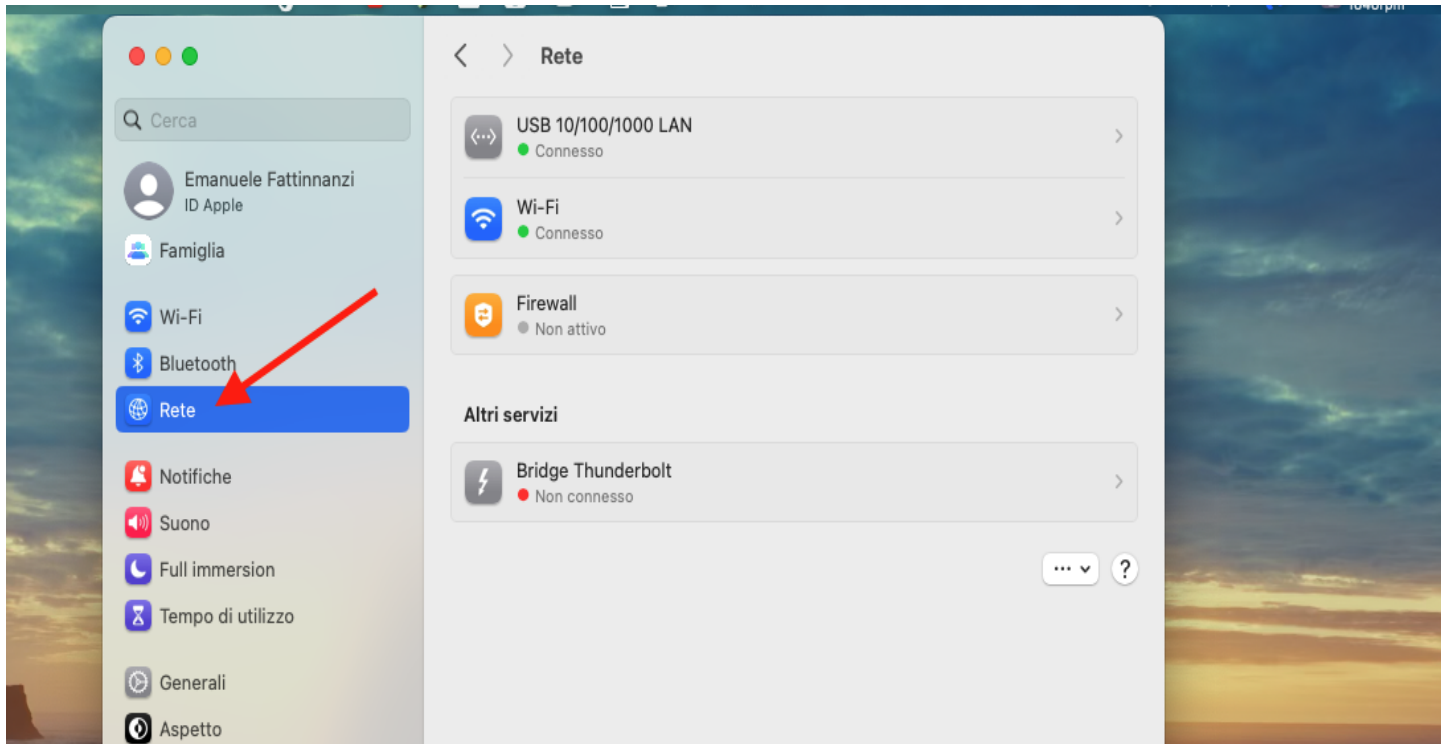 Rete
Cerca
Emanuele Fattinnanzi
ID Apple
Famiglia
Wi-Fi
Bluetooth
Rete
Notifiche
Suono
Full immersion
Tempo di utilizzo
Generali
Aspetto
USB 10/100/1000 LAN
Connesso
Wi-Fi
Connesso
Firewall
Non attivo
Altri servizi
Bridge Thunderbolt
Non connesso
?